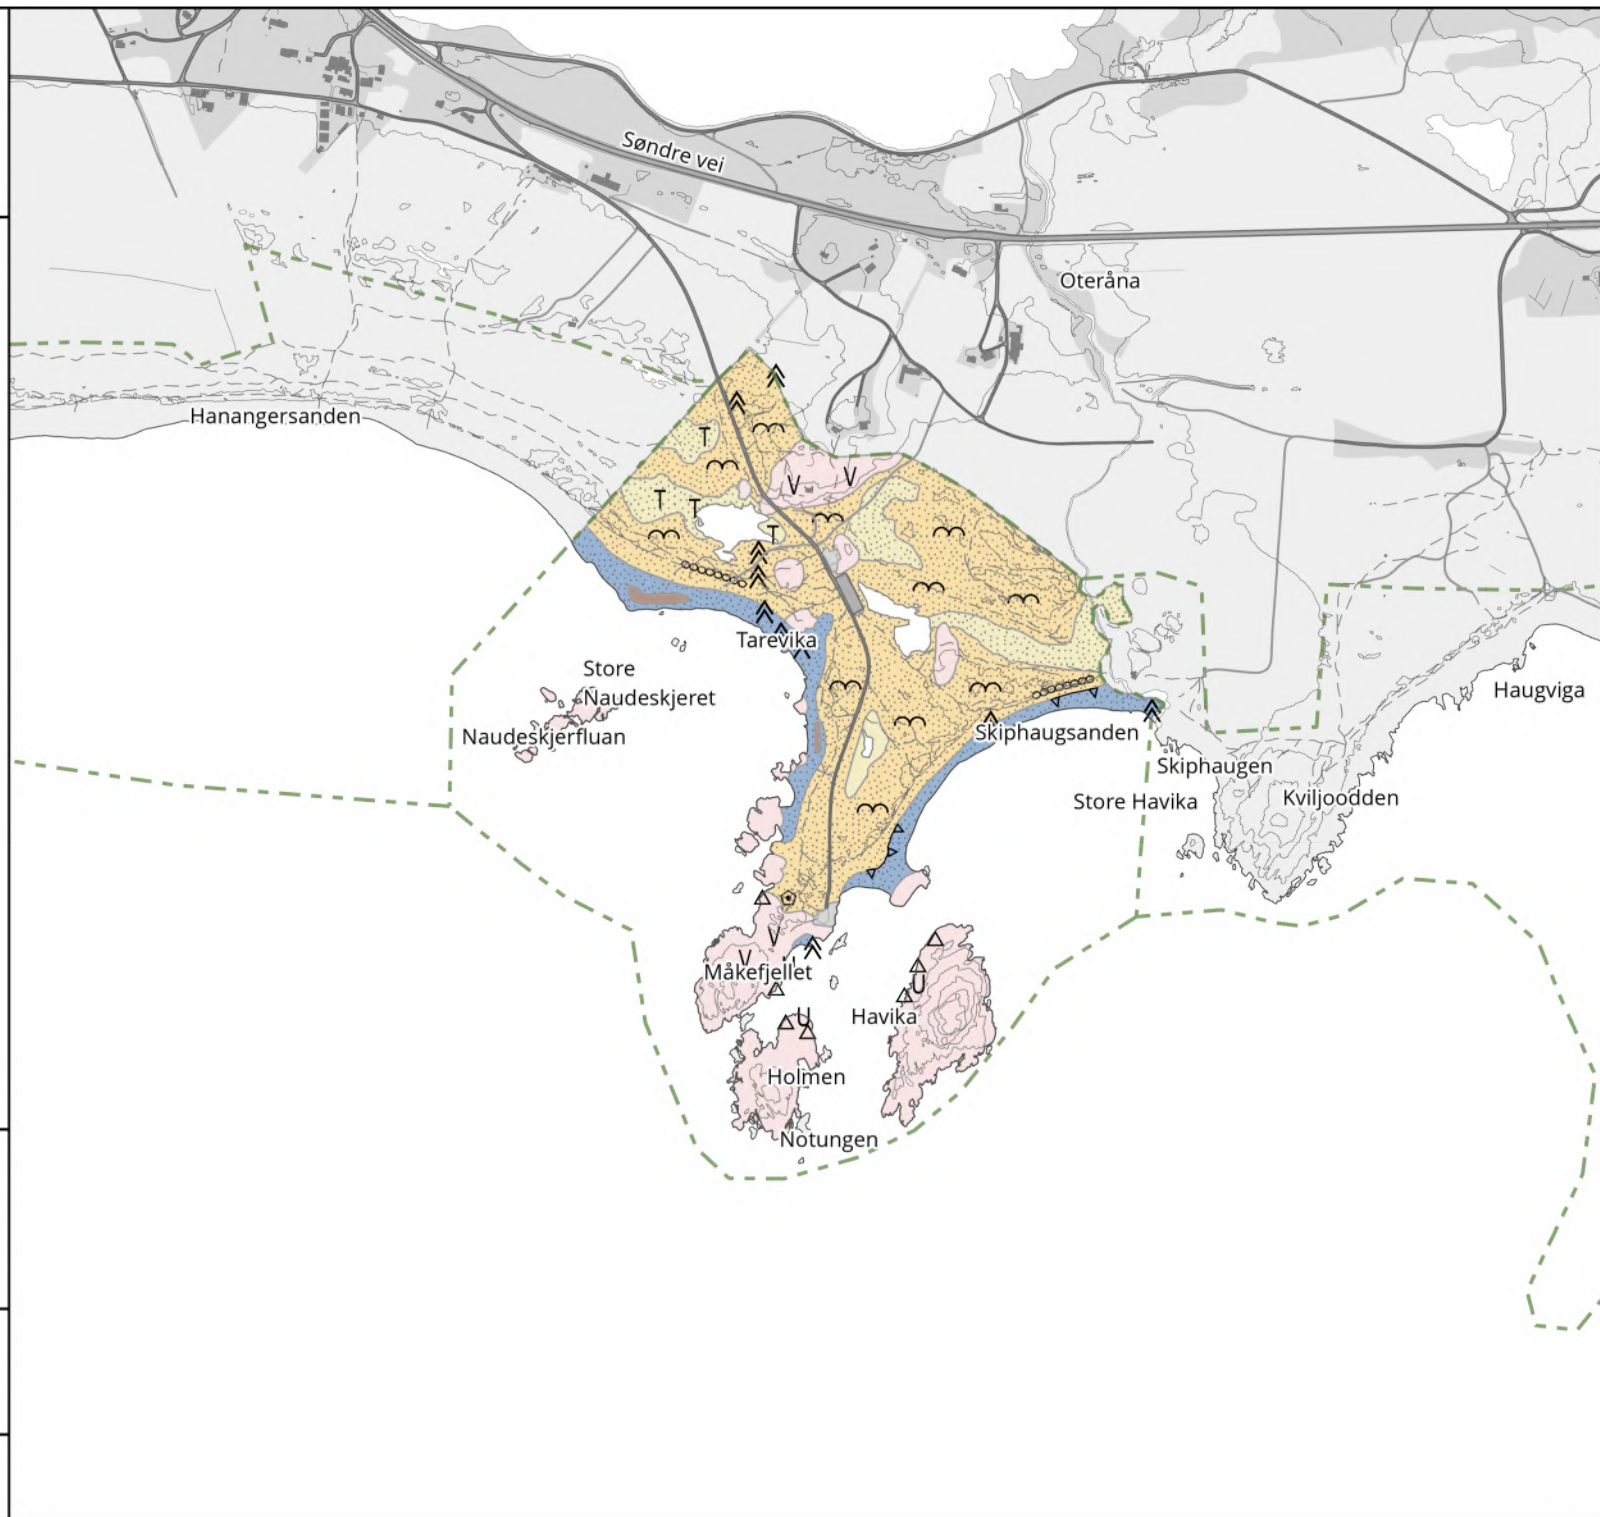 Søndre vei
Oteråna
Hanangersanden
Tarevika
Store
Naudeskjeret
Naudeskjerfluan
Haugviga
Skiphaugsanden
Skiphaugen
Store Havika
Kviljoodden
Måkefjellet
Havika
Holmen
Notungen
T
T
T
T
V
V
V
V
U
U